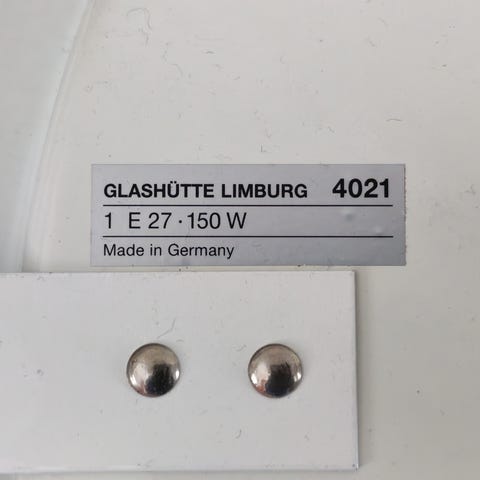 GLASHÜTTE LIMBURG 4021
1 E 27 · 150 W
Made in Germany